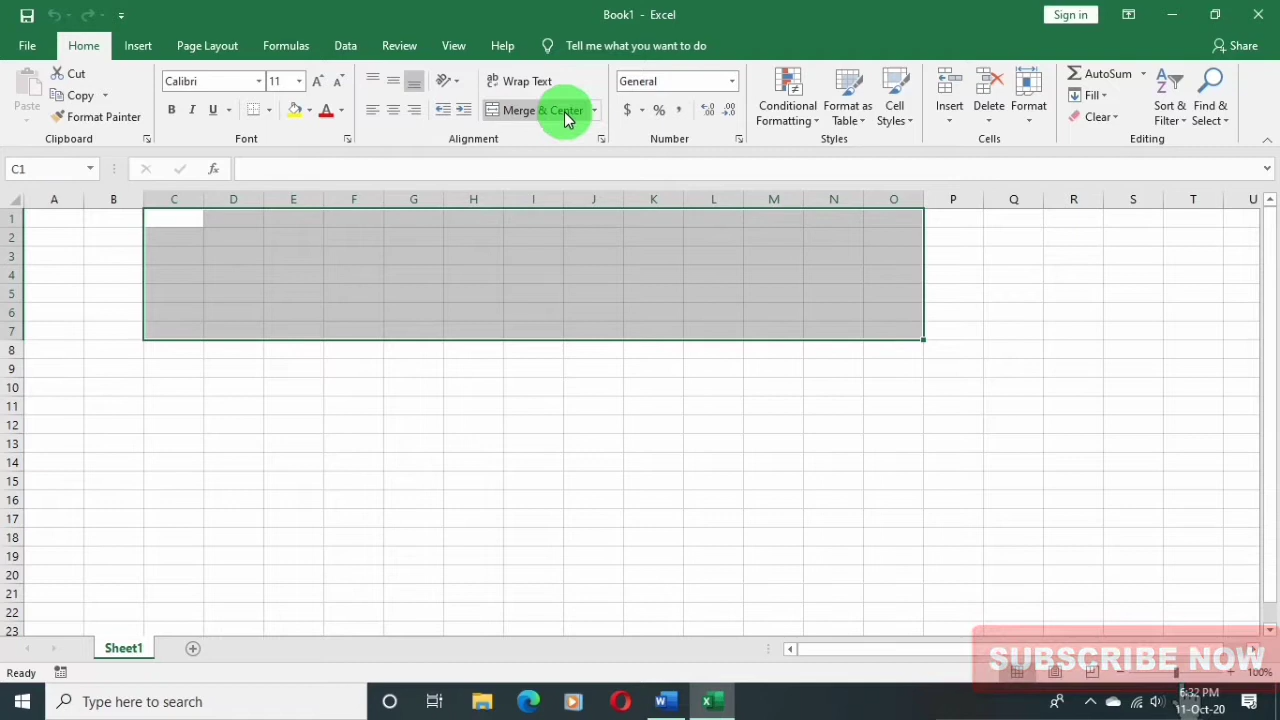 Book1 - Excel
Sign in
File Home Insert Page Layout Formulas Data Review View Help Tell me what you want to do Share
Paste
Cut
Copy
Format Painter
Clipboard
Calibri 11
B I U
Font
Wrap Text
Merge & Center
Alignment
General
$ % ,
Number
Conditional Formatting
Format as Table
Cell Styles
Styles
Insert Delete Format
Cells
AutoSum
Fill
Clear
Sort & Filter
Find & Select
Editing
C1 fx
A B C D E F G H I J K L M N O P Q R S T U
1
2
3
4
5
6
7
8
9
10
11
12
13
14
15
16
17
18
19
20
21
22
23
Sheet1
SUBSCRIBE NOW
Ready 100%
Type here to search
6:32 PM
11-Oct-20